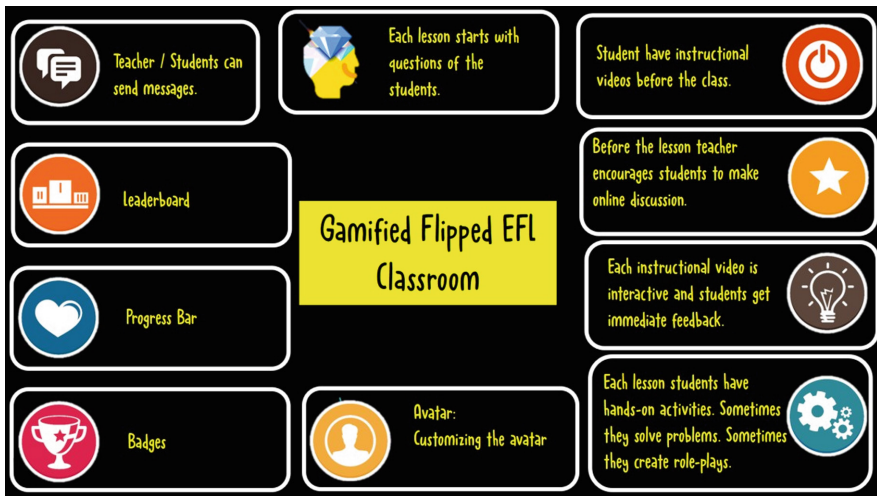 Teacher / Students can
send messages.
Each lesson starts with
questions of the
students.
Student have instructional
videos before the class.
leaderboard
Before the lesson teacher
encourages students to make
online discussion.
Gamified Flipped EFL
Classroom
Each instructional video is
interactive and students get
immediate feedback.
Progress Bar
Each lesson students have
hands-on activities. Sometimes
they solve problems. Sometimes
they create role-plays.
Badges
Avatar:
Customizing the avatar